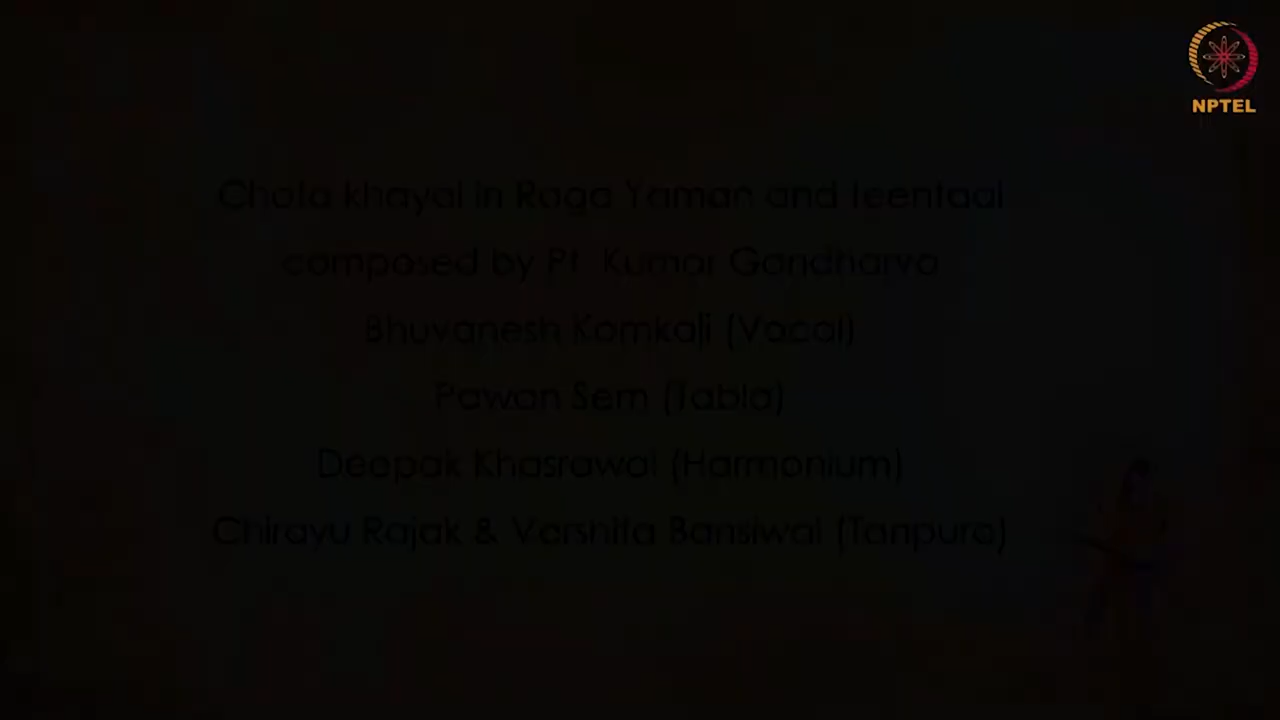 NPTEL
Chota khayal in Raga Yaman and teentaal
composed by Pt. Kumar Gandharva
Bhuvanesh Komkali (Vocal)
Pawan Sem (Tabla)
Deepak Khasrawal (Harmonium)
Chirayu Rajak & Varshita Bansiwal (Tanpura)